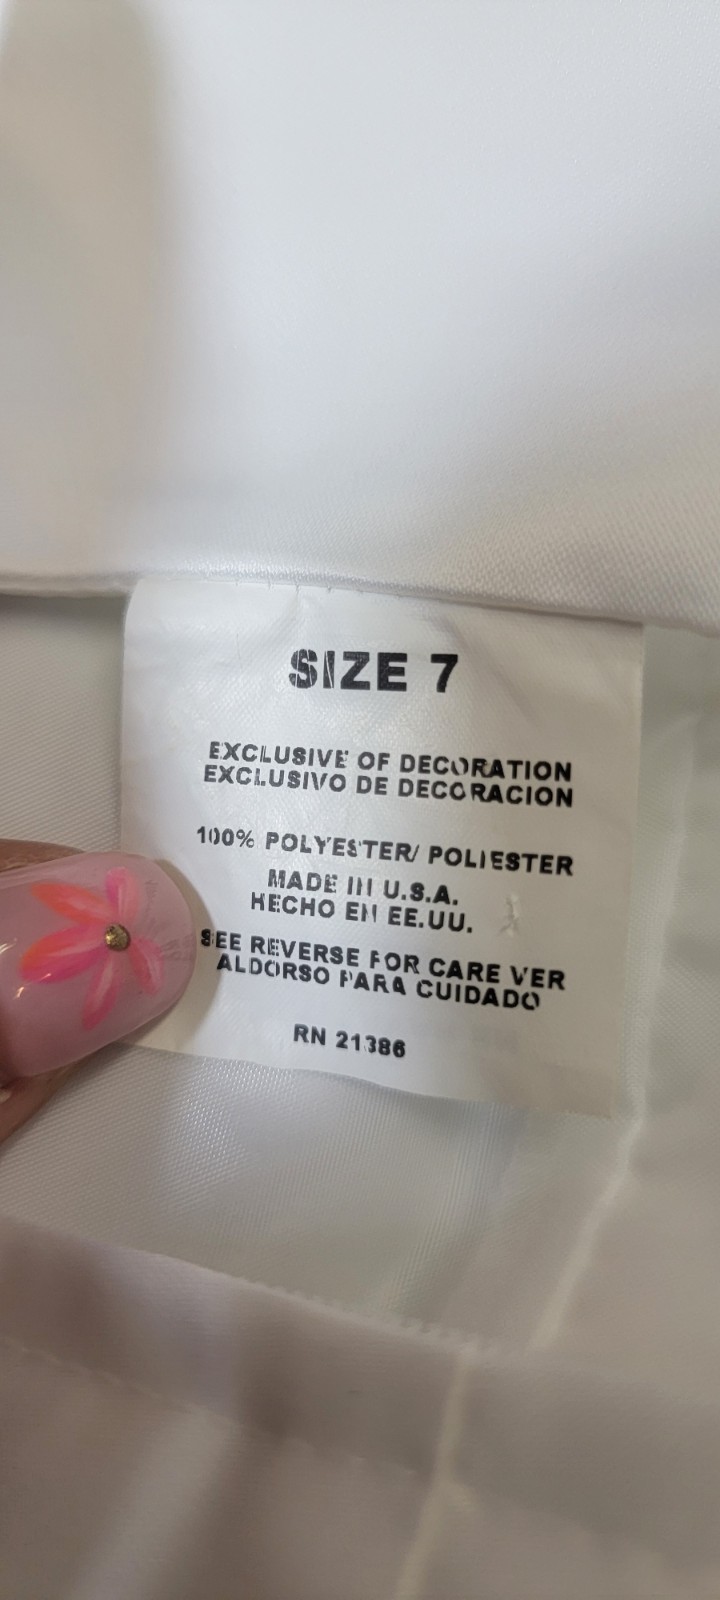 SIZE 7
EXCLUSIVE OF DECORATION
EXCLUSIVO DE DECORACION
100% POLYESTER/ POLIESTER
MADE IN U.S.A.
HECHO EN EE.UU.
SEE REVERSE FOR CARE VER
ALDORSO PARA CUIDADO
RN 21386